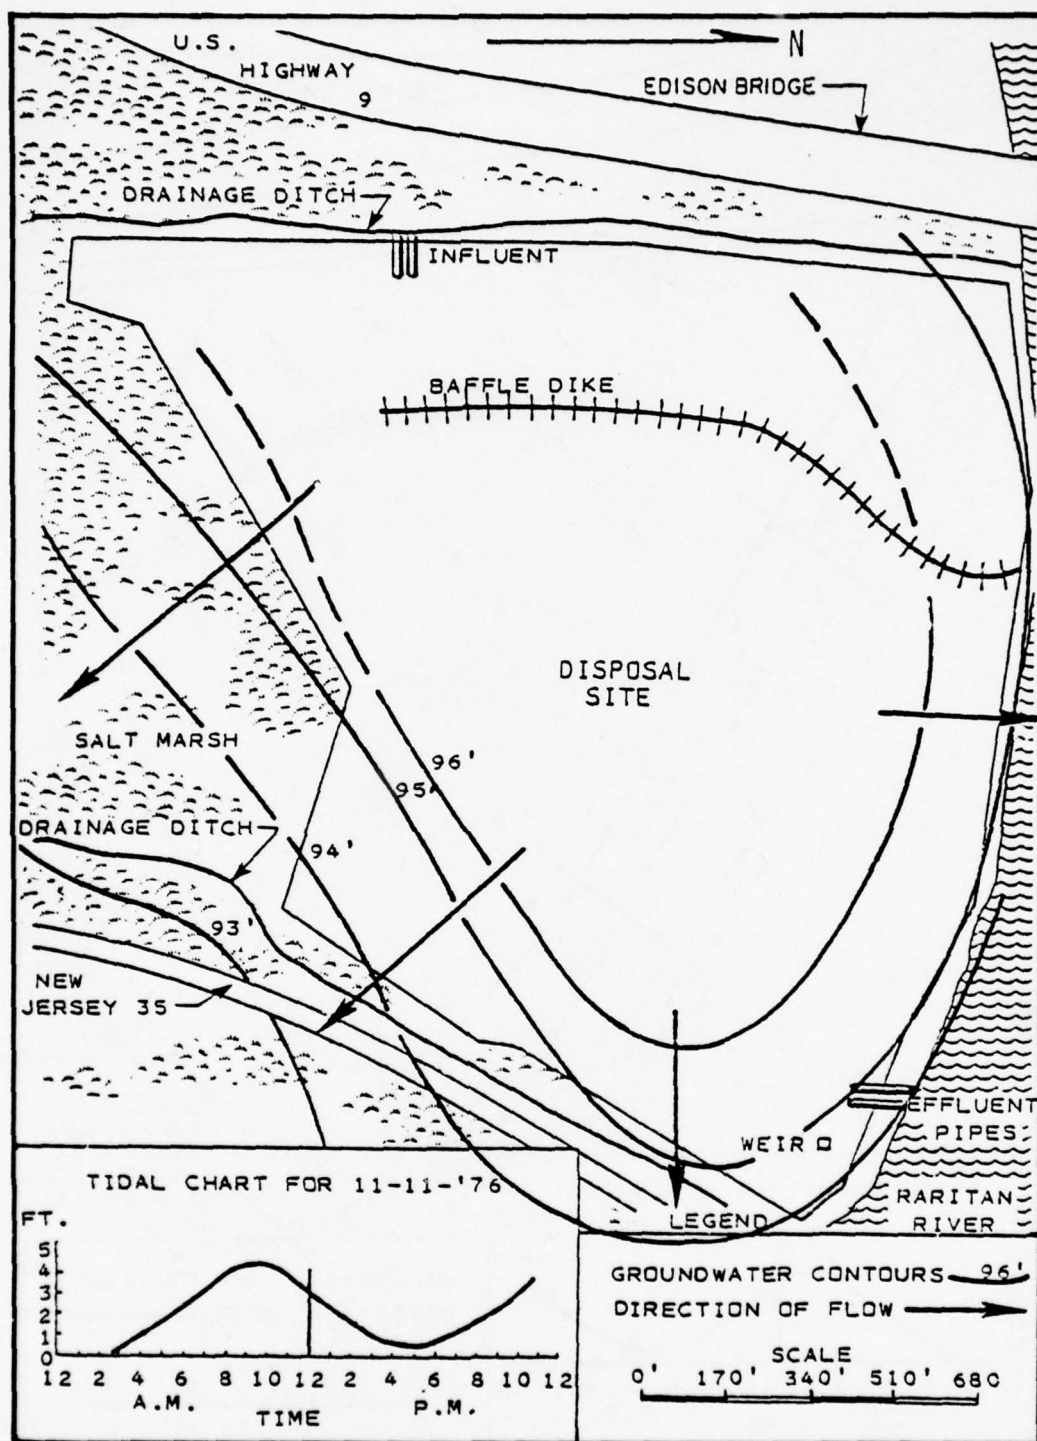 U.S.
HIGHWAY
9
N
EDISON BRIDGE
DRAINAGE DITCH
INFLUENT
BAFFLE DIKE
DISPOSAL
SITE
SALT MARSH
96'
95'
DRAINAGE DITCH
94'
93'
NEW
JERSEY 35
EFFLUENT
PIPES
WEIR
RARITAN
RIVER
TIDAL CHART FOR 11-11-'76
FT.
5
4
3
2
1
0
12 2 4 6 8 10 12 2 4 6 8 10 12
A.M. P.M.
TIME
LEGEND
GROUNDWATER CONTOURS 96'
DIRECTION OF FLOW
SCALE
0' 170' 340' 510' 680